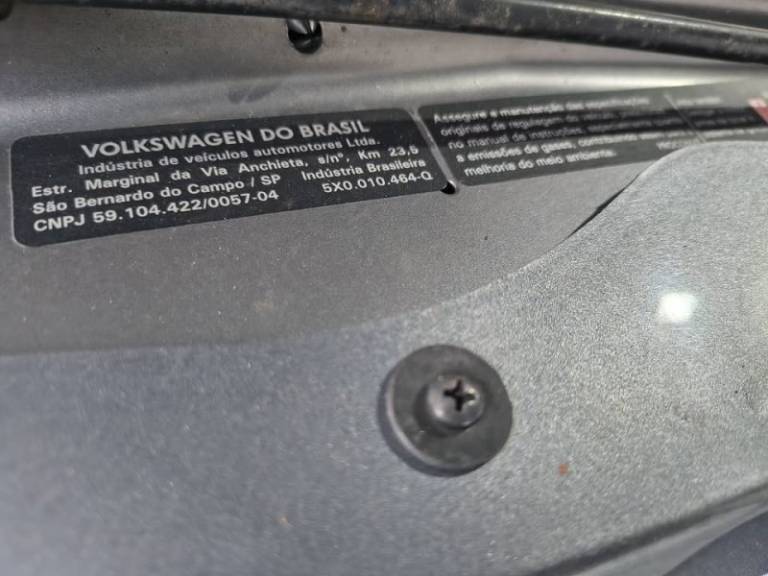 VOLKSWAGEN DO BRASIL
Indústria de veículos automotores Ltda.
Estr. Marginal da Via Anchieta, s/nº, Km 23,5
São Bernardo do Campo / SP Indústria Brasileira
CNPJ 59.104.422/0057-04 5X0.010.464-Q
Assegure a manutenção das especificações
originais de regulagem do veículo
no manual de instruções
a emissões de gases, contribuindo
melhoria do meio ambiente.